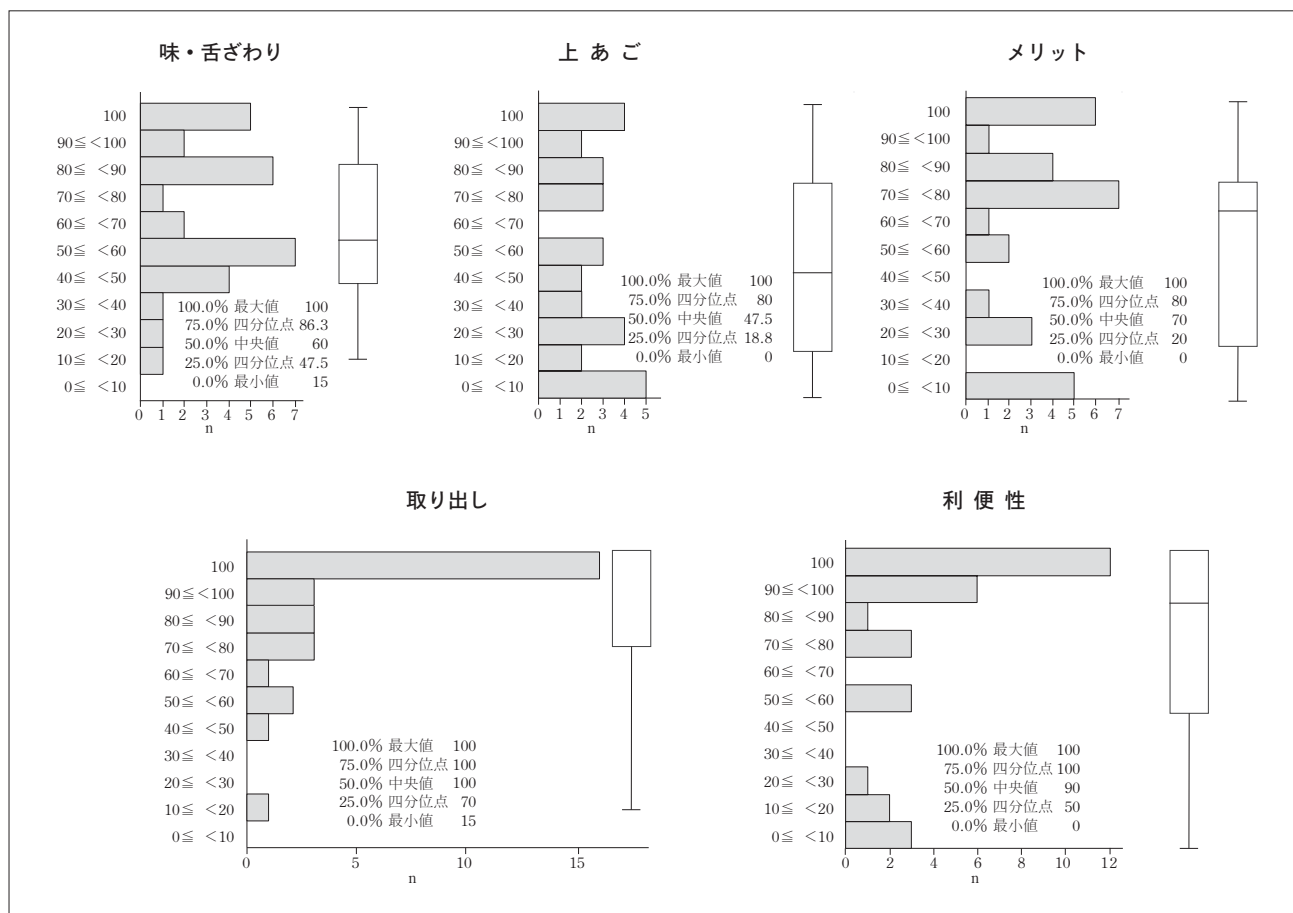 味・舌ざわり
100
90≦<100
80≦ <90
70≦ <80
60≦ <70
50≦ <60
40≦ <50
30≦ <40
20≦ <30
10≦ <20
0≦ <10
100.0% 最大値 100
75.0% 四分位点 86.3
50.0% 中央値 60
25.0% 四分位点 47.5
0.0% 最小値 15
0 1 2 3 4 5 6 7
n
上あご
100
90≦<100
80≦ <90
70≦ <80
60≦ <70
50≦ <60
40≦ <50
30≦ <40
20≦ <30
10≦ <20
0≦ <10
100.0% 最大値 100
75.0% 四分位点 80
50.0% 中央値 47.5
25.0% 四分位点 18.8
0.0% 最小値 0
0 1 2 3 4 5
n
メリット
100
90≦<100
80≦ <90
70≦ <80
60≦ <70
50≦ <60
40≦ <50
30≦ <40
20≦ <30
10≦ <20
0≦ <10
100.0% 最大値 100
75.0% 四分位点 80
50.0% 中央値 70
25.0% 四分位点 20
0.0% 最小値 0
0 1 2 3 4 5 6 7
n
取り出し
100
90≦<100
80≦ <90
70≦ <80
60≦ <70
50≦ <60
40≦ <50
30≦ <40
20≦ <30
10≦ <20
0≦ <10
100.0% 最大値 100
75.0% 四分位点 100
50.0% 中央値 100
25.0% 四分位点 70
0.0% 最小値 15
0 5 10 15
n
利便性
100
90≦<100
80≦ <90
70≦ <80
60≦ <70
50≦ <60
40≦ <50
30≦ <40
20≦ <30
10≦ <20
0≦ <10
100.0% 最大値 100
75.0% 四分位点 100
50.0% 中央値 90
25.0% 四分位点 50
0.0% 最小値 0
0 2 4 6 8 10 12
n